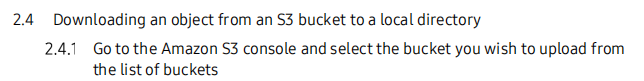 2.4 Downloading an object from an S3 bucket to a local directory
2.4.1 Go to the Amazon S3 console and select the bucket you wish to upload from
the list of buckets